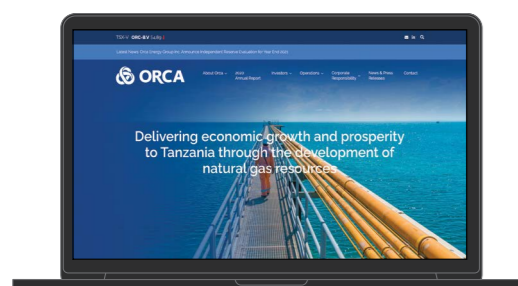 TSX-V: ORC-B.V
Latest News: Orca Energy Group Inc. Announces Independent Reserve Evaluation for Year End
ORCA
About Orca
Annual Report
Investors
Operations
Corporate
Responsibility
News & Press
Releases
Contact
Delivering economic growth and prosperity
to Tanzania through the development of
natural gas resources